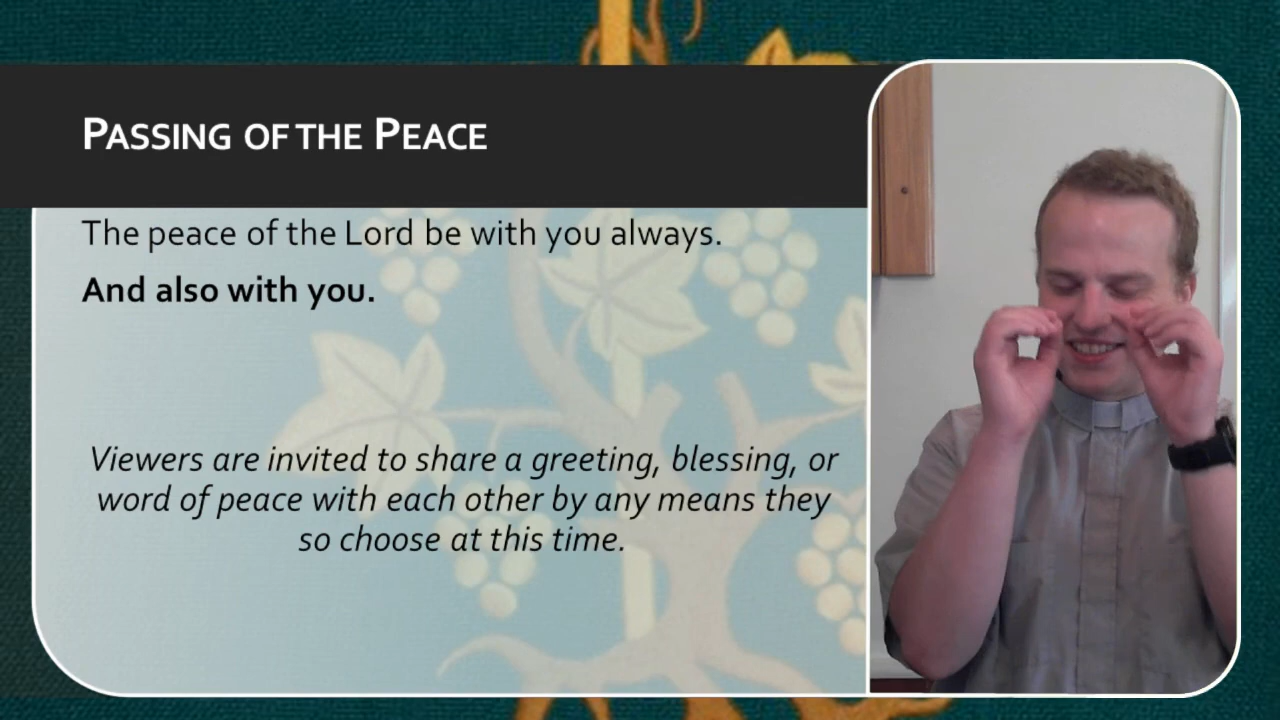 PASSING OF THE PEACE
The peace of the Lord be with you always.
And also with you.
Viewers are invited to share a greeting, blessing, or
word of peace with each other by any means they
so choose at this time.